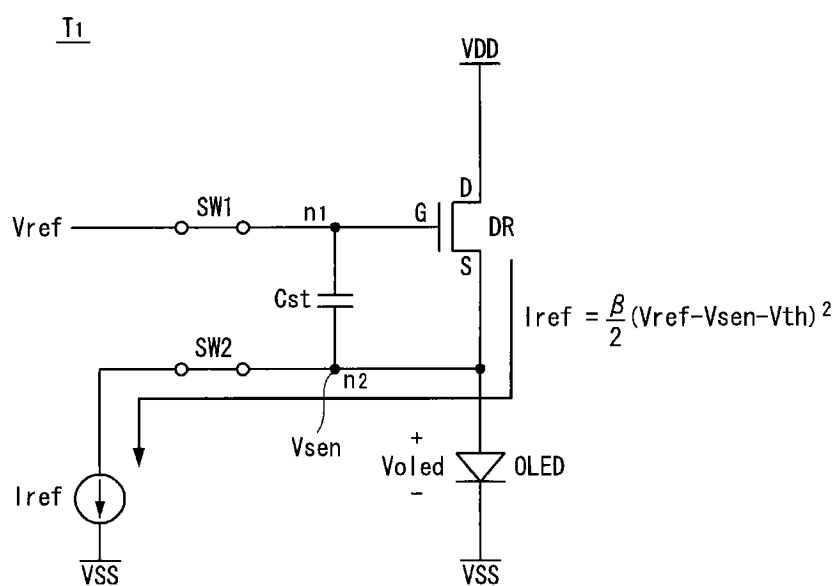 T1
VDD
D
SW1
n1
G
DR
Vref
S
Cst
Iref = β/2 (Vref-Vsen-Vth)²
SW2
n2
Vsen
+
Voled
-
OLED
Iref
VSS
VSS